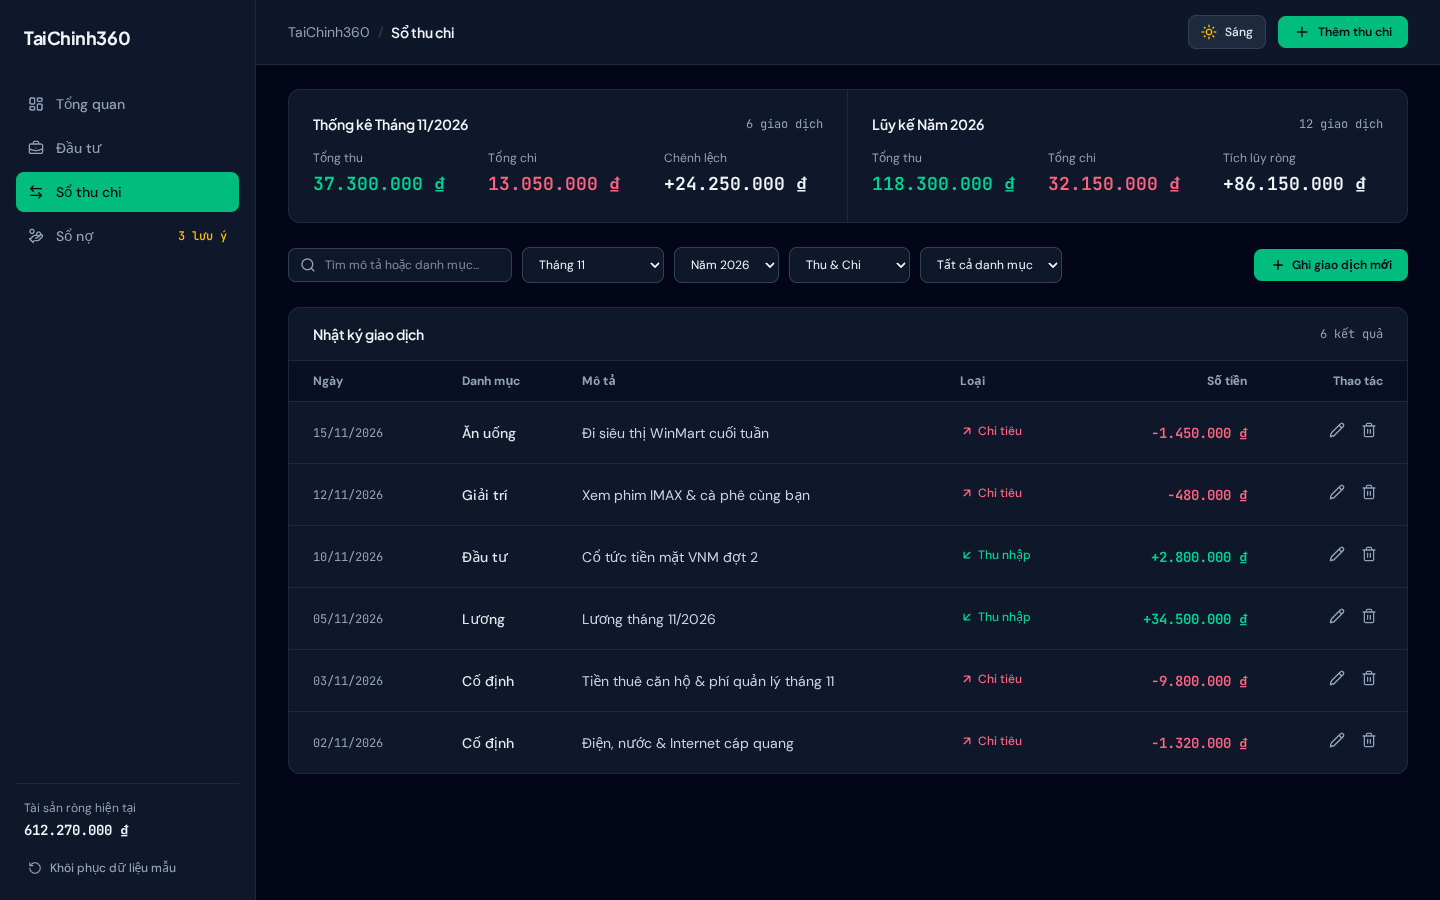 TaiChinh360
Tổng quan
Đầu tư
Sổ thu chi
Sổ nợ
3 lưu ý
Tài sản ròng hiện tại
612.270.000 ₫
Khôi phục dữ liệu mẫu
TaiChinh360 / Sổ thu chi
Sáng
Thêm thu chi
Thống kê Tháng 11/2026
6 giao dịch
Tổng thu
Tổng chi
Chênh lệch
37.300.000 ₫
13.050.000 ₫
+24.250.000 ₫
Lũy kế Năm 2026
12 giao dịch
Tổng thu
Tổng chi
Tích lũy ròng
118.300.000 ₫
32.150.000 ₫
+86.150.000 ₫
Tìm mô tả hoặc danh mục...
Tháng 11
Năm 2026
Thu & Chi
Tất cả danh mục
Ghi giao dịch mới
Nhật ký giao dịch
6 kết quả
Ngày Danh mục Mô tả Loại Số tiền Thao tác
15/11/2026 Ăn uống Đi siêu thị WinMart cuối tuần Chi tiêu -1.450.000 ₫
12/11/2026 Giải trí Xem phim IMAX & cà phê cùng bạn Chi tiêu -480.000 ₫
10/11/2026 Đầu tư Cổ tức tiền mặt VNM đợt 2 Thu nhập +2.800.000 ₫
05/11/2026 Lương Lương tháng 11/2026 Thu nhập +34.500.000 ₫
03/11/2026 Cố định Tiền thuê căn hộ & phí quản lý tháng 11 Chi tiêu -9.800.000 ₫
02/11/2026 Cố định Điện, nước & Internet cáp quang Chi tiêu -1.320.000 ₫